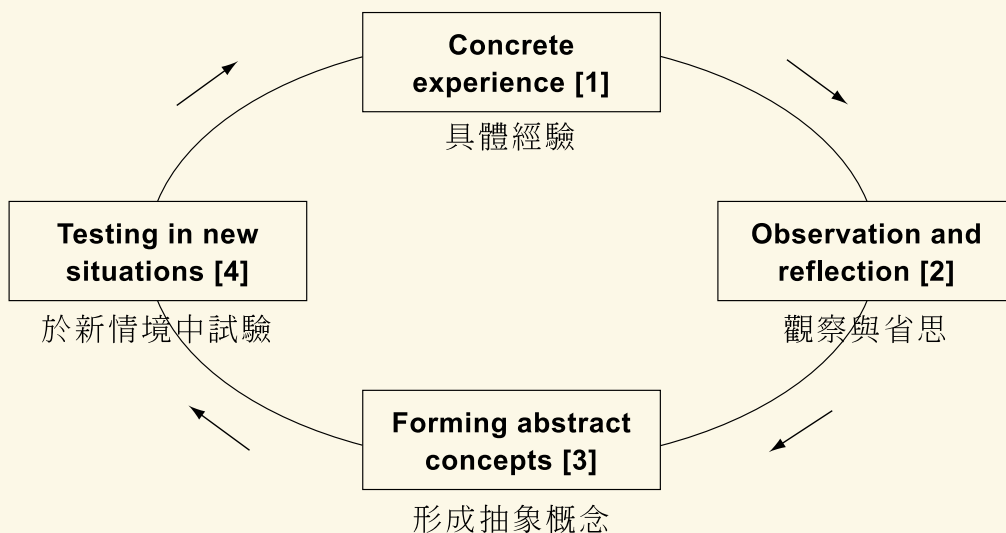 Concrete
experience [1]
具體經驗
Observation and
reflection [2]
觀察與省思
Forming abstract
concepts [3]
形成抽象概念
Testing in new
situations [4]
於新情境中試驗